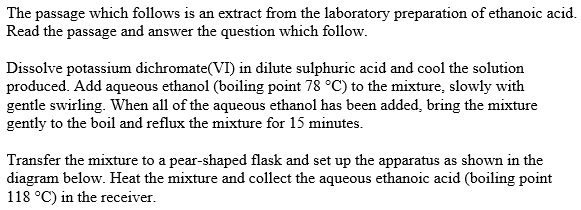 The passage which follows is an extract from the laboratory preparation of ethanoic acid.
Read the passage and answer the question which follow.
Dissolve potassium dichromate(VI) in dilute sulphuric acid and cool the solution
produced. Add aqueous ethanol (boiling point 78 °C) to the mixture, slowly with
gentle swirling. When all of the aqueous ethanol has been added, bring the mixture
gently to the boil and reflux the mixture for 15 minutes.
Transfer the mixture to a pear-shaped flask and set up the apparatus as shown in the
diagram below. Heat the mixture and collect the aqueous ethanoic acid (boiling point
118 °C) in the receiver.